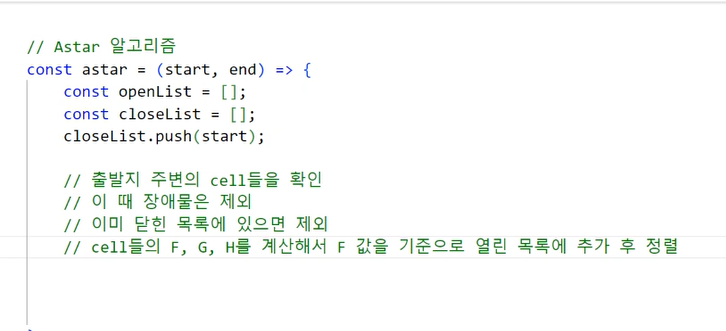 // Astar 알고리즘
const astar = (start, end) => {
const openList = [];
const closeList = [];
closeList.push(start);
// 출발지 주변의 cell들을 확인
// 이 때 장애물은 제외
// 이미 닫힌 목록에 있으면 제외
// cell들의 F, G, H를 계산해서 F 값을 기준으로 열린 목록에 추가 후 정렬